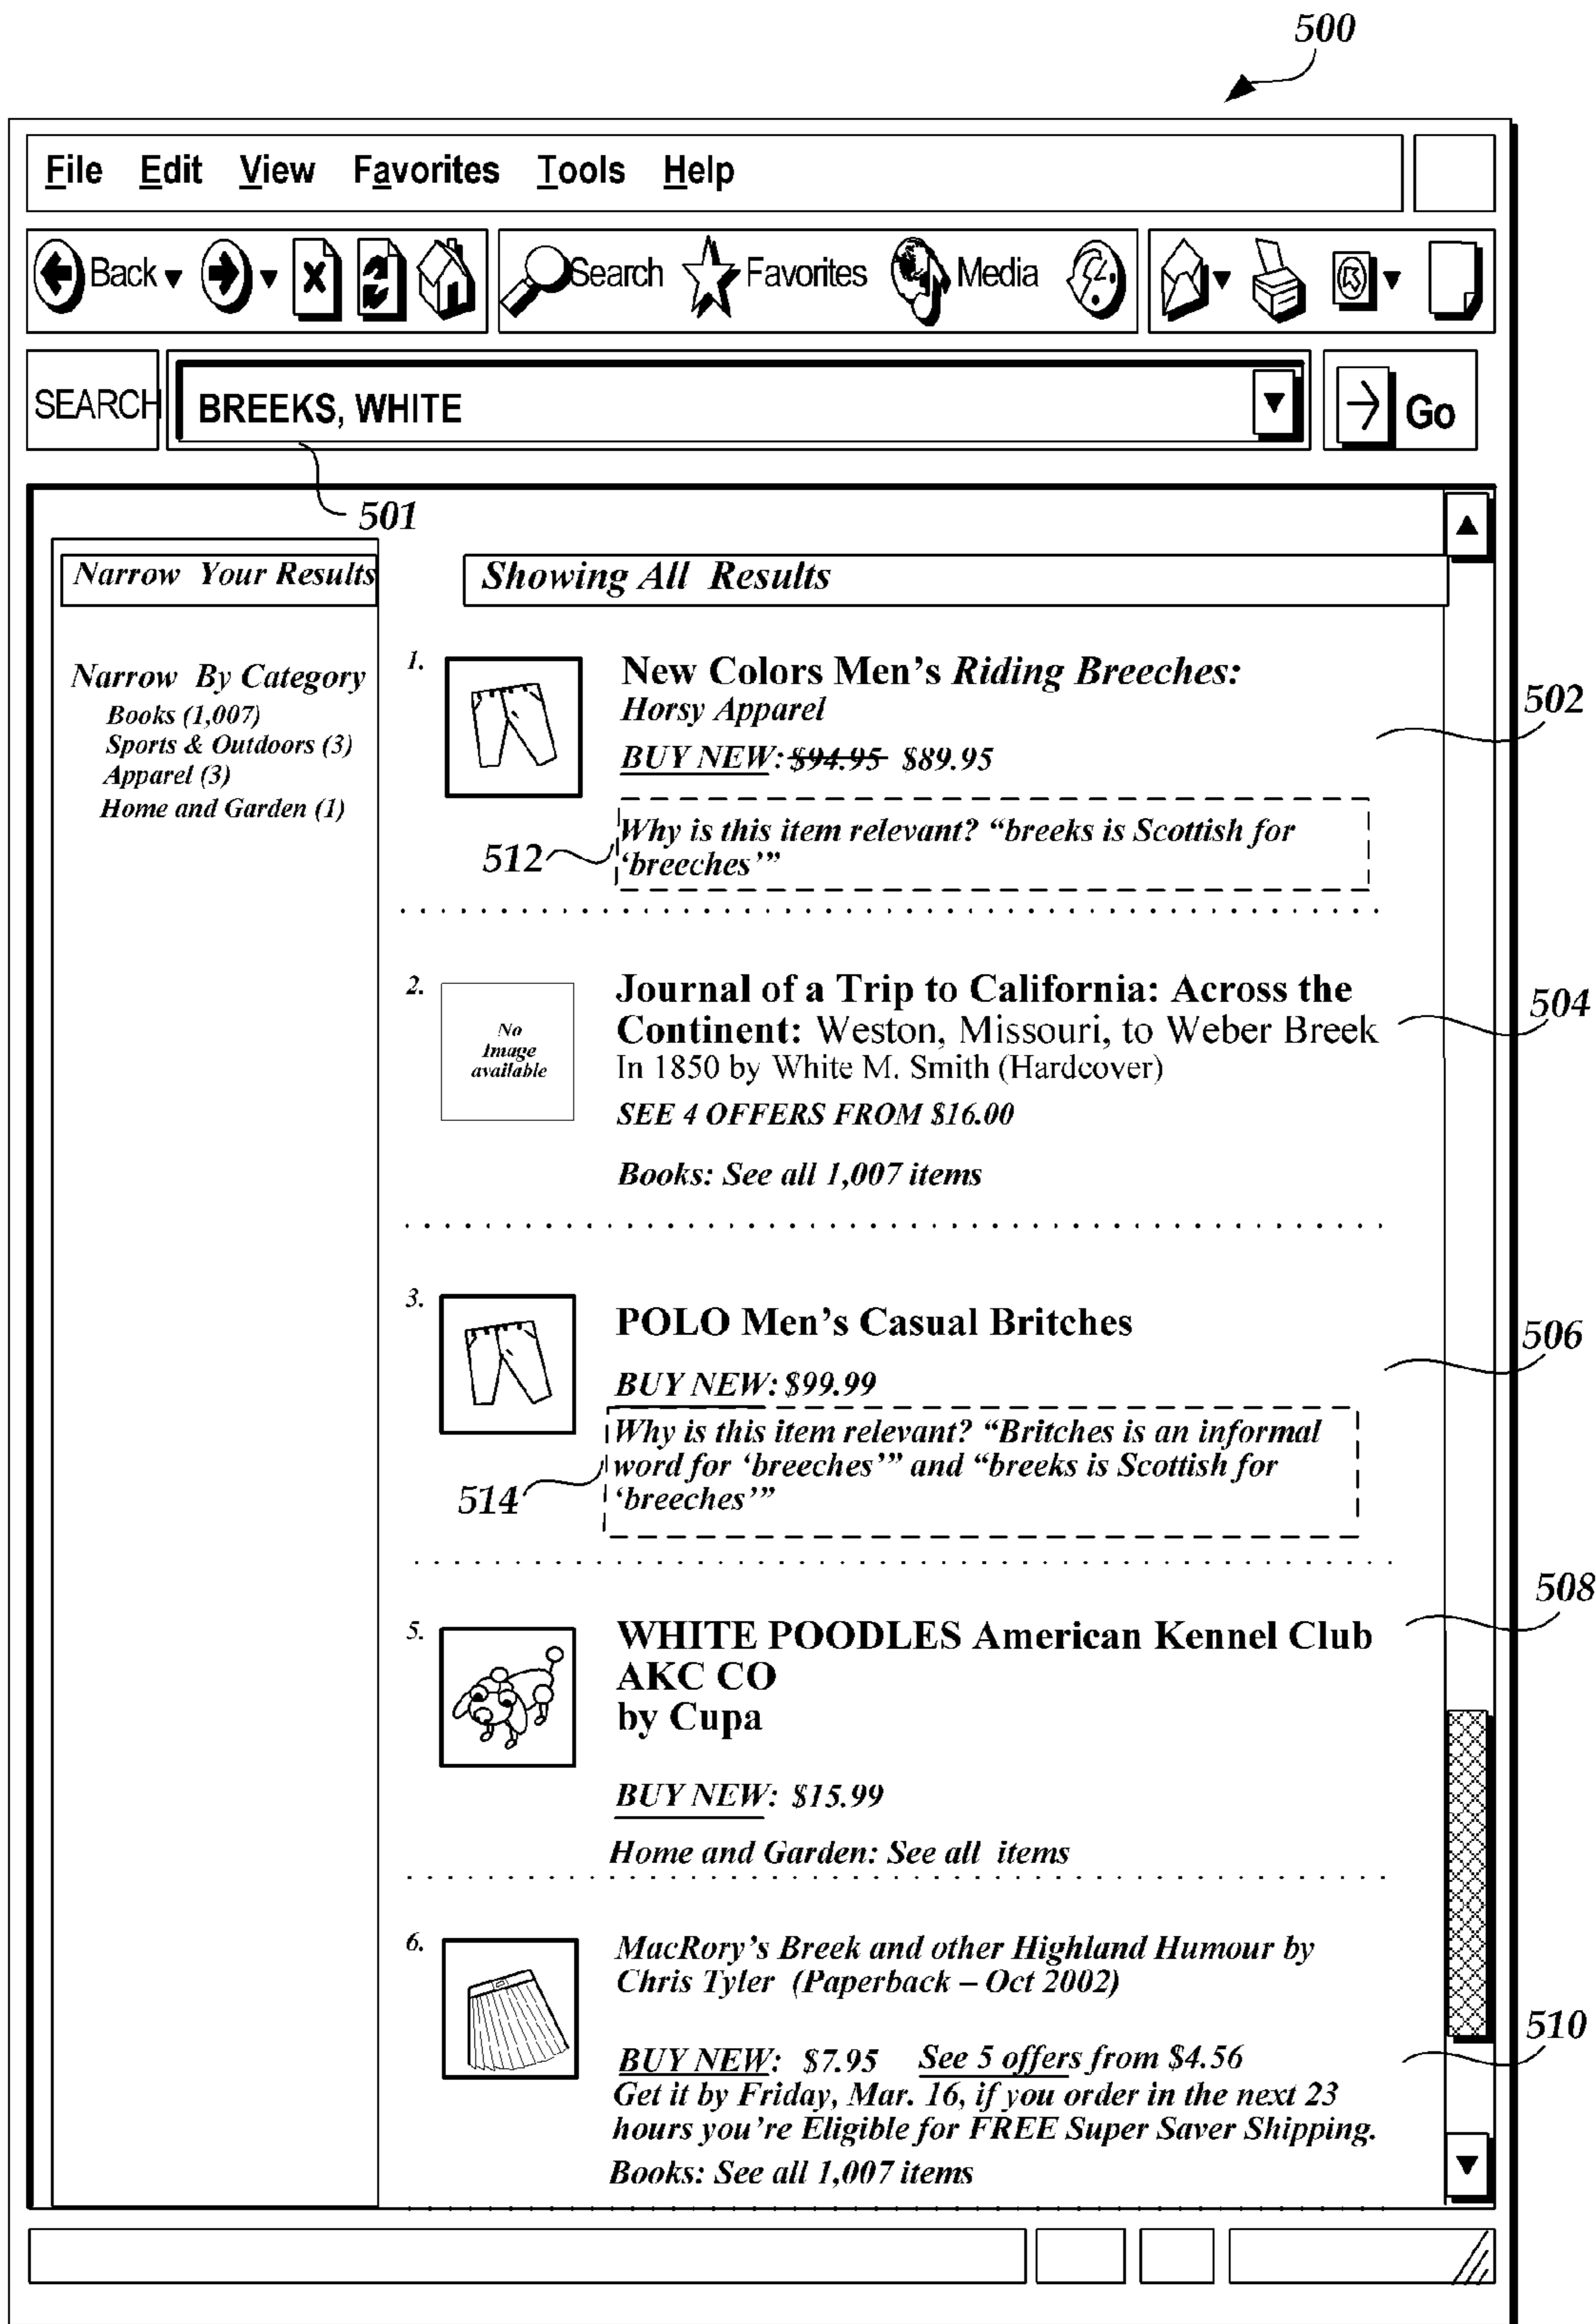 500
File Edit View Favorites Tools Help
Back Search Favorites Media
SEARCH BREEKS, WHITE Go
501
Narrow Your Results
Narrow By Category
Books (1,007)
Sports & Outdoors (3)
Apparel (3)
Home and Garden (1)
Showing All Results
1. New Colors Men's Riding Breeches:
Horsy Apparel
BUY NEW: $94.95 $89.95
502
Why is this item relevant? “breeks is Scottish for
‘breeches’”
512
2. No
Image
available
Journal of a Trip to California: Across the
Continent: Weston, Missouri, to Weber Breek
In 1850 by White M. Smith (Hardcover)
SEE 4 OFFERS FROM $16.00
Books: See all 1,007 items
504
3. POLO Men's Casual Britches
BUY NEW: $99.99
506
Why is this item relevant? “Britches is an informal
word for ‘breeches’” and “breeks is Scottish for
‘breeches’”
514
508
5. WHITE POODLES American Kennel Club
AKC CO
by Cupa
BUY NEW: $15.99
Home and Garden: See all items
6. MacRory's Breek and other Highland Humour by
Chris Tyler (Paperback – Oct 2002)
BUY NEW: $7.95 See 5 offers from $4.56
Get it by Friday, Mar. 16, if you order in the next 23
hours you're Eligible for FREE Super Saver Shipping.
Books: See all 1,007 items
510